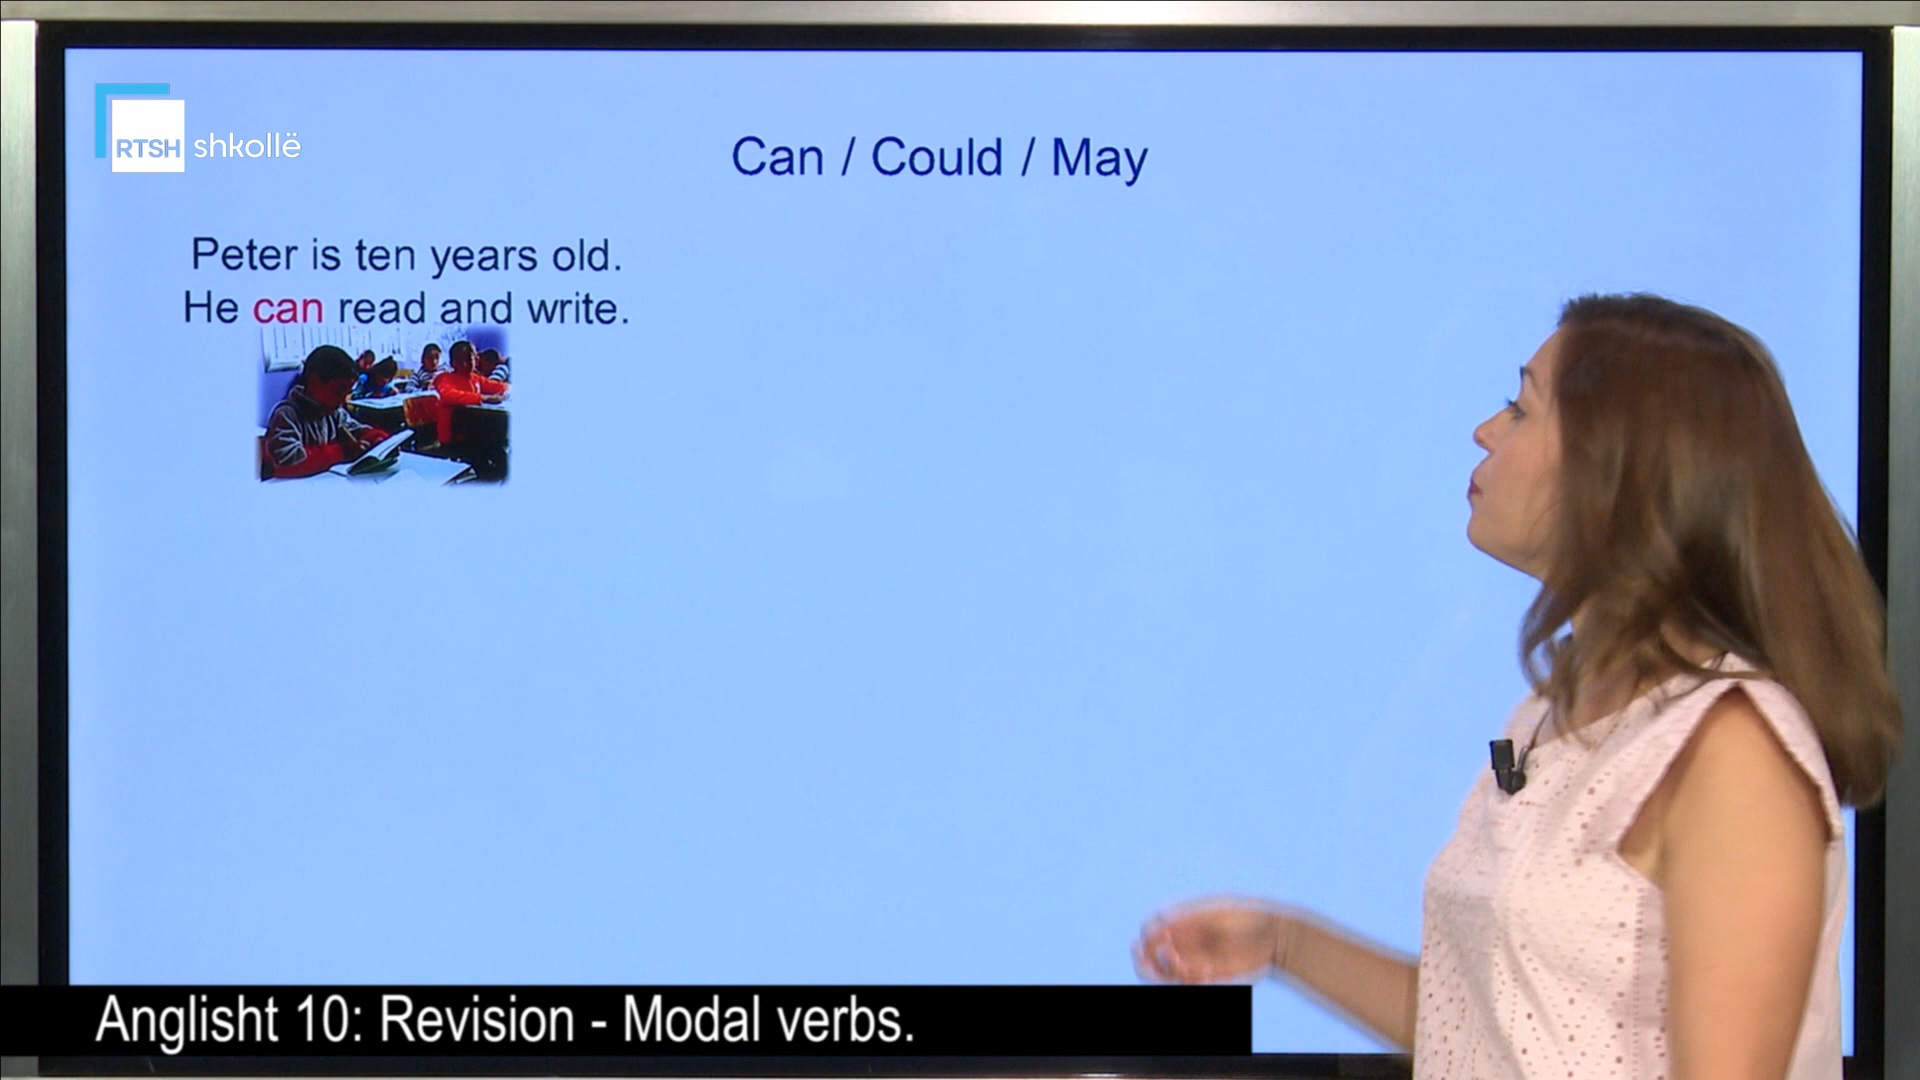 RTSH shkollë
Can / Could / May
Peter is ten years old.
He can read and write.
Anglisht 10: Revision - Modal verbs.